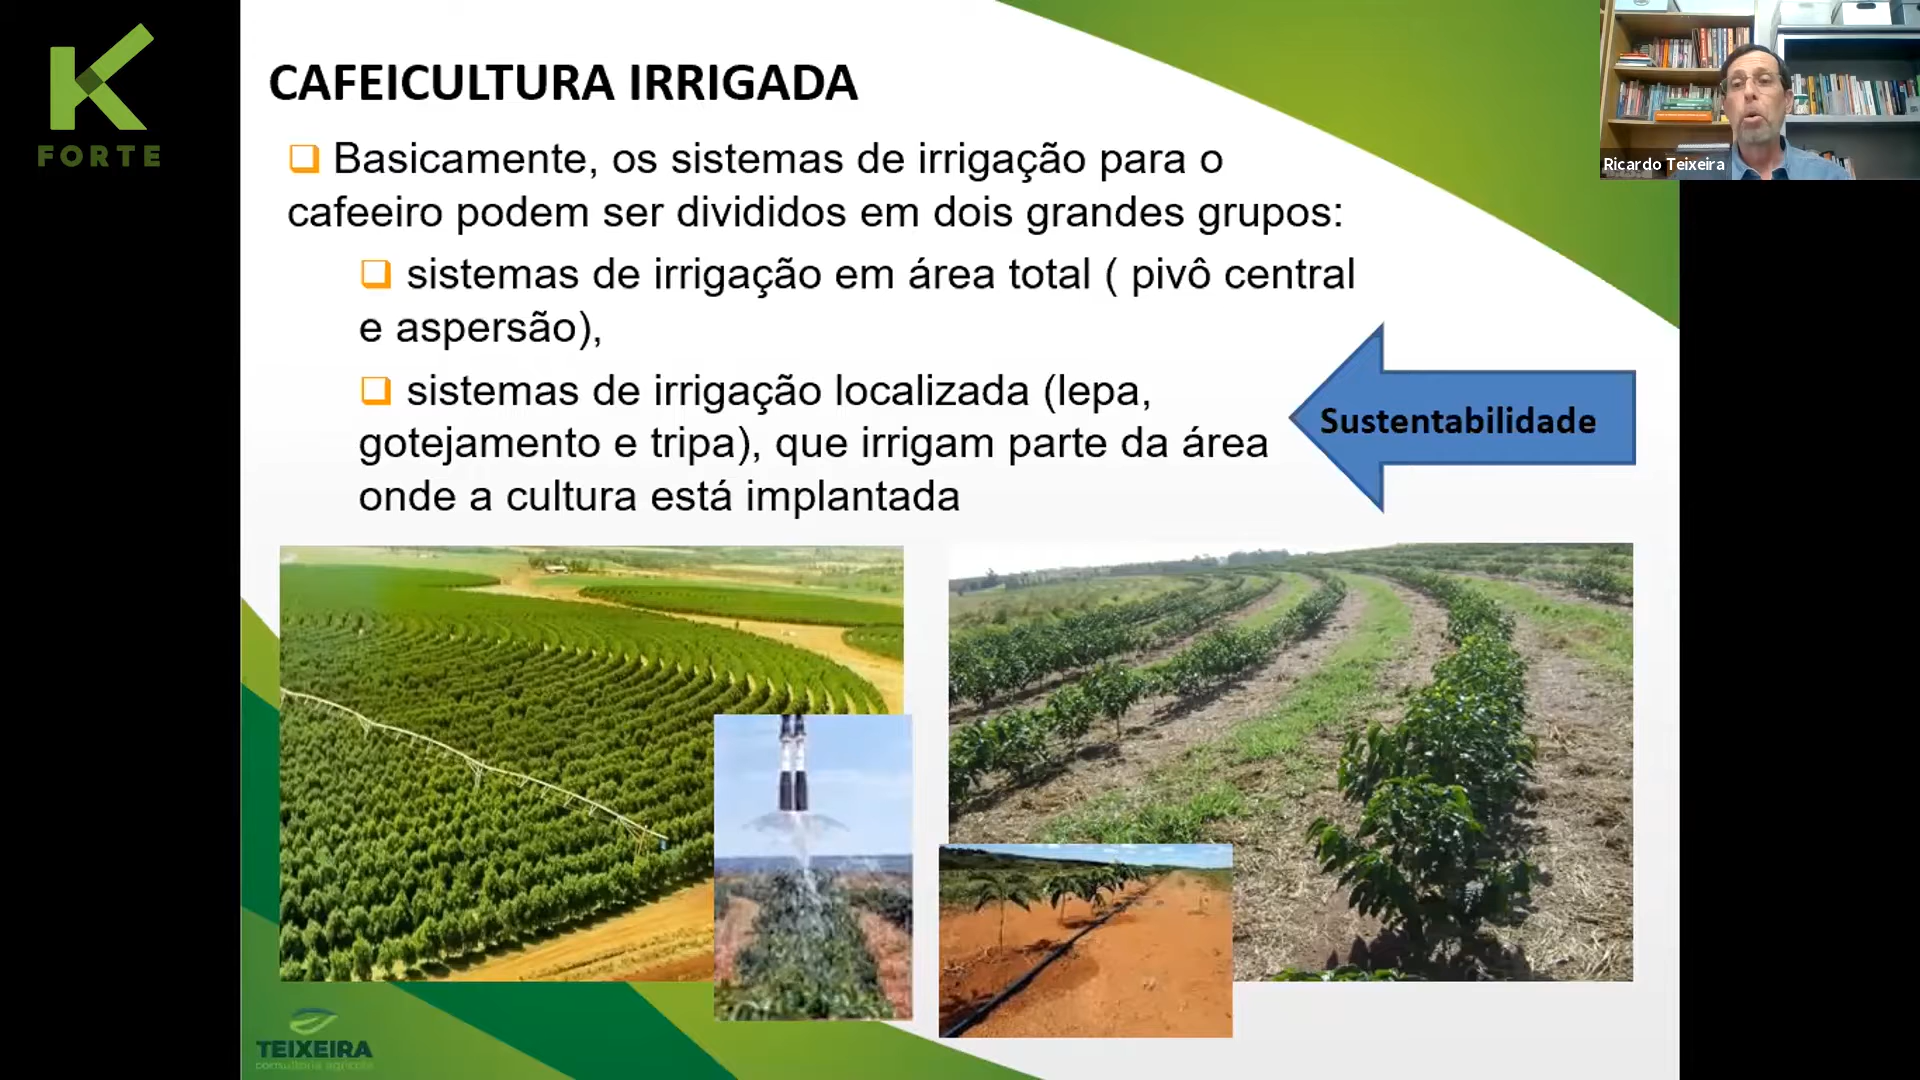 K
FORTE
CAFEICULTURA IRRIGADA
Basicamente, os sistemas de irrigação para o
cafeeiro podem ser divididos em dois grandes grupos:
sistemas de irrigação em área total ( pivô central
e aspersão),
sistemas de irrigação localizada (lepa,
gotejamento e tripa), que irrigam parte da área
onde a cultura está implantada
Sustentabilidade
Ricardo Teixeira
TEIXEIRA
consultoria agrícola